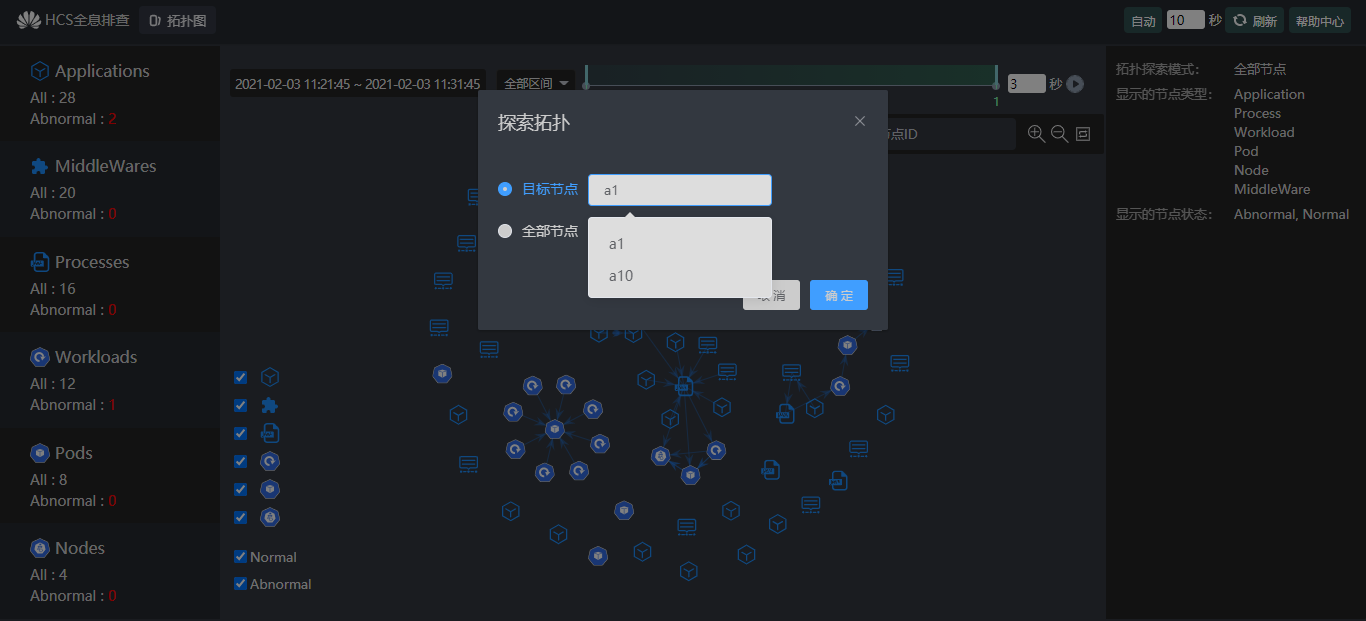 HCS全息排查
拓扑图
自动 10 秒 刷新 帮助中心
Applications
All : 28
Abnormal : 2
MiddleWares
All : 20
Abnormal : 0
Processes
All : 16
Abnormal : 0
Workloads
All : 12
Abnormal : 1
Pods
All : 8
Abnormal : 0
Nodes
All : 4
Abnormal : 0
2021-02-03 11:21:45 ~ 2021-02-03 11:31:45
全部区间
1
3 秒
点ID
探索拓扑
目标节点
a1
全部节点
a1
a10
取消
确定
Normal
Abnormal
拓扑探索模式: 全部节点
显示的节点类型: Application
Process
Workload
Pod
Node
MiddleWare
显示的节点状态: Abnormal, Normal